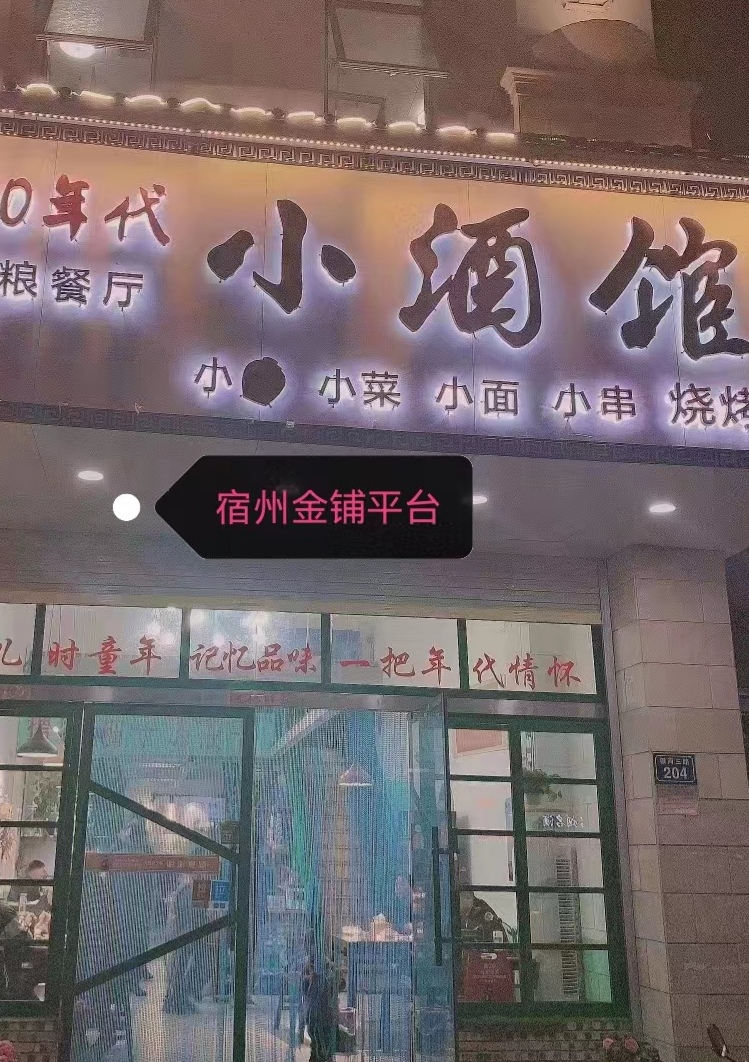 0年代
粮餐厅
小酒馆
小 小菜 小面 小串 烧烤
宿州金铺平台
儿时童年 记忆品味 一把年代情怀
204